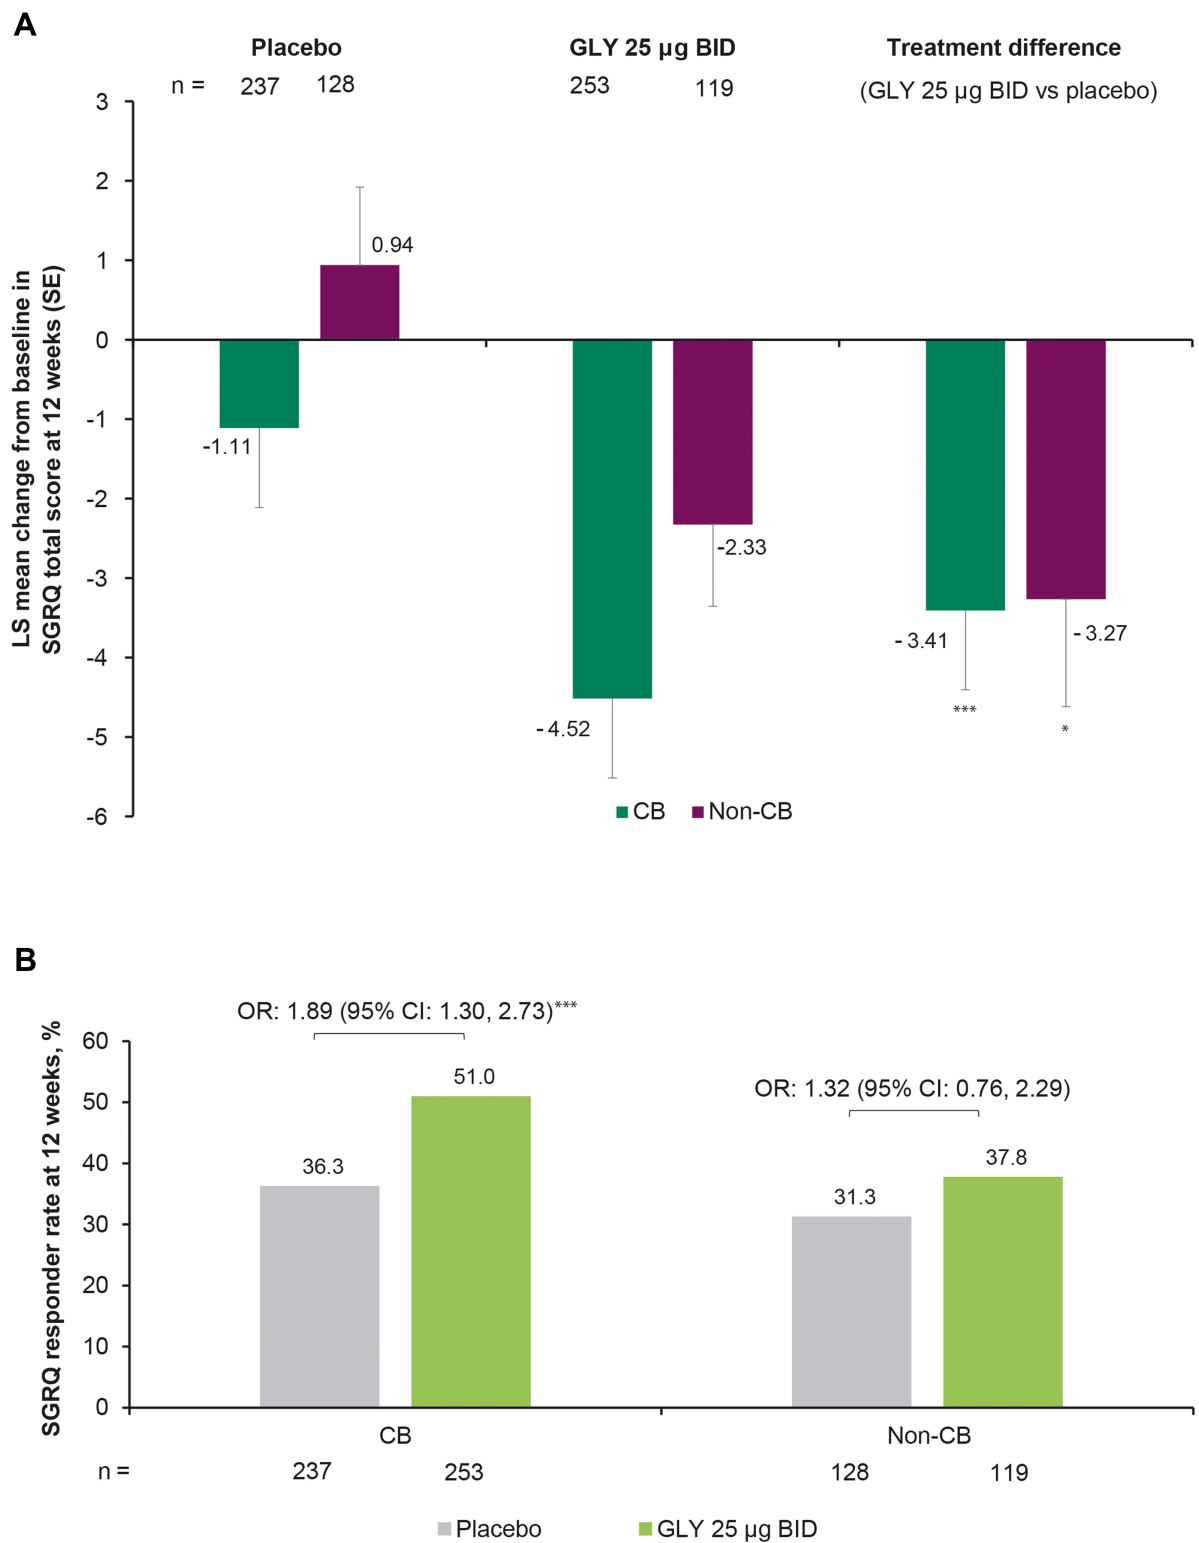 A
Placebo
GLY 25 µg BID
Treatment difference
n =
237
128
253
119
(GLY 25 µg BID vs placebo)
LS mean change from baseline in
SGRQ total score at 12 weeks (SE)
3
2
1
0
-1
-2
-3
-4
-5
-6
0.94
-1.11
-4.52
-2.33
-3.41
-3.27
***
*
CB
Non-CB
B
SGRQ responder rate at 12 weeks, %
OR: 1.89 (95% CI: 1.30, 2.73)***
OR: 1.32 (95% CI: 0.76, 2.29)
60
50
40
30
20
10
0
36.3
51.0
31.3
37.8
CB
Non-CB
n =
237
253
128
119
Placebo
GLY 25 µg BID